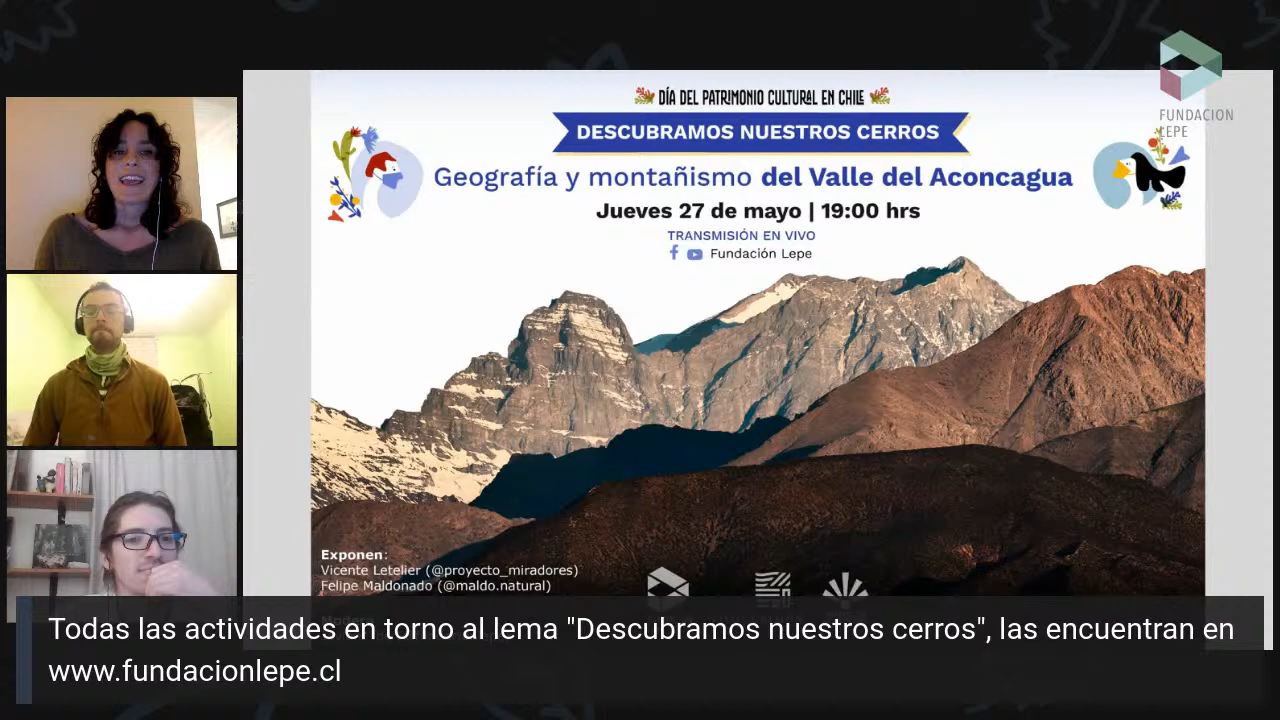 DÍA DEL PATRIMONIO CULTURAL EN CHILE
DESCUBRAMOS NUESTROS CERROS
Geografía y montañismo del Valle del Aconcagua
Jueves 27 de mayo | 19:00 hrs
TRANSMISIÓN EN VIVO
Fundación Lepe
FUNDACION
LEPE
Exponen:
Vicente Letelier (@proyecto_miradores)
Felipe Maldonado (@maldo.natural)
Todas las actividades en torno al lema "Descubramos nuestros cerros", las encuentran en
www.fundacionlepe.cl